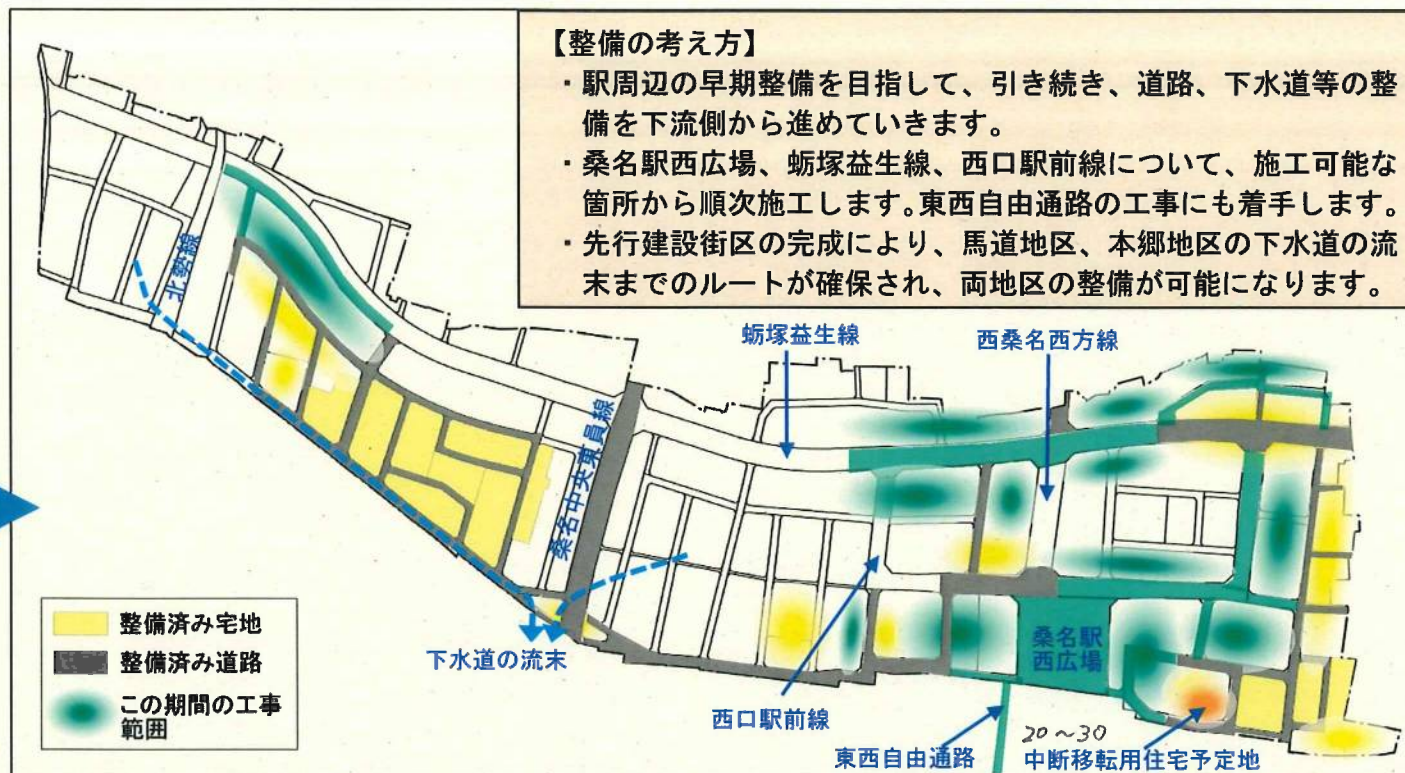 【整備の考え方】
・駅周辺の早期整備を目指して、引き続き、道路、下水道等の整
備を下流側から進めていきます。
・桑名駅西広場、蛎塚益生線、西口駅前線について、施工可能な
箇所から順次施工します。東西自由通路の工事にも着手します。
・先行建設街区の完成により、馬道地区、本郷地区の下水道の流
末までのルートが確保され、両地区の整備が可能になります。
北勢線
蛎塚益生線
西桑名西方線
桑名中央東員線
整備済み宅地
整備済み道路
この期間の工事
範囲
下水道の流末
桑名駅
西広場
西口駅前線
東西自由通路
20～30
中断移転用住宅予定地